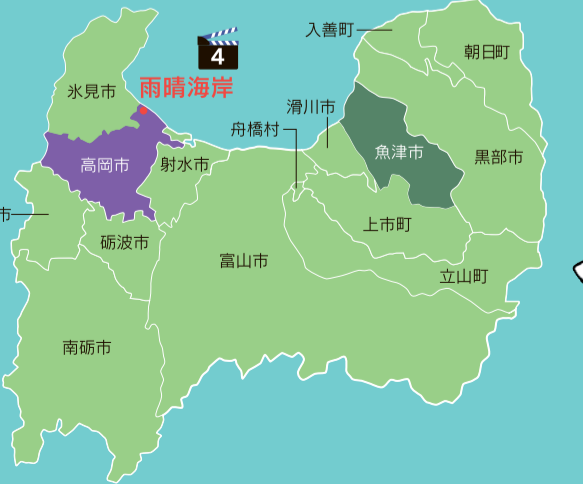 入善町
朝日町
4
氷見市
雨晴海岸
滑川市
舟橋村
魚津市
黒部市
高岡市
射水市
市
上市町
砺波市
富山市
立山町
南砺市